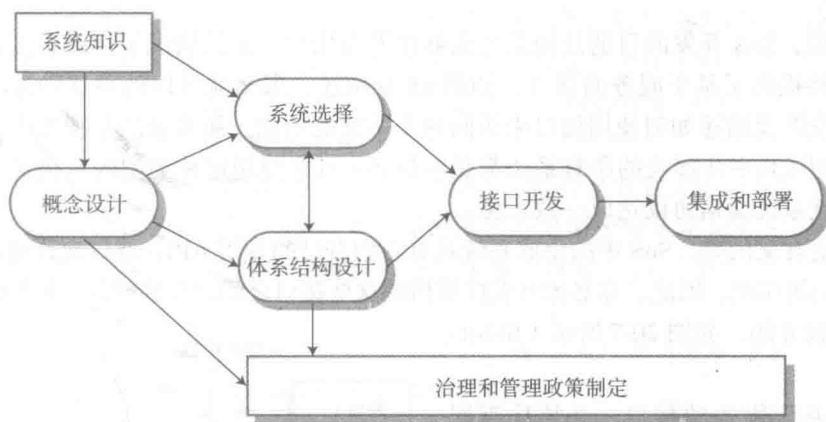 系统知识
系统选择
概念设计
接口开发
集成和部署
体系结构设计
治理和管理政策制定